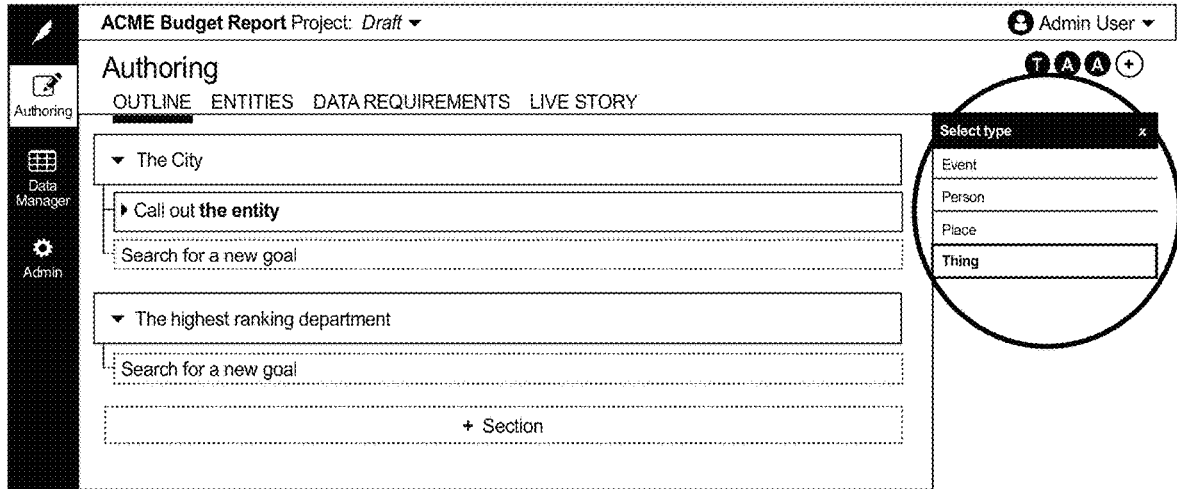 ACME Budget Report Project: Draft
Admin User
Authoring
T A A +
OUTLINE ENTITIES DATA REQUIREMENTS LIVE STORY
Authoring
Data
Manager
Admin
The City
Call out the entity
Search for a new goal
The highest ranking department
Search for a new goal
+ Section
Select type x
Event
Person
Place
Thing